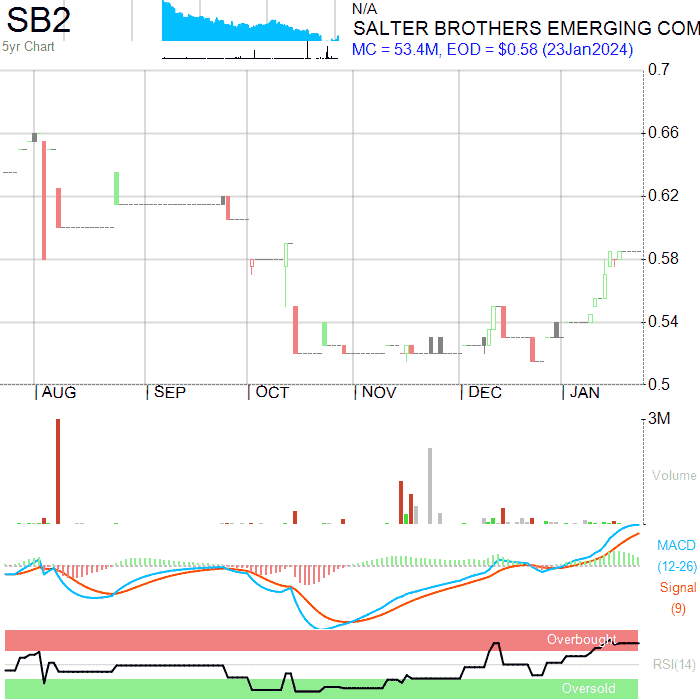 SB2
5yr Chart
N/A
SALTER BROTHERS EMERGING COM
MC = 53.4M, EOD = $0.58 (23Jan2024)
0.7
0.66
0.62
0.58
0.54
0.5
AUG SEP OCT NOV DEC JAN
3M
Volume
MACD
(12-26)
Signal
(9)
Overbought
RSI(14)
Oversold